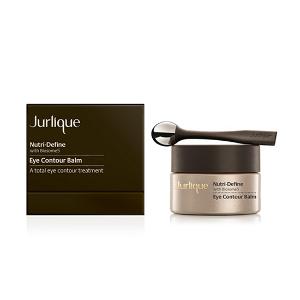 Jurlique
Nutri-Define
with Biosome5
Eye Contour Balm
A total eye contour treatment
Jurlique
Nutri-Define
with Biosome5
Eye Contour Balm